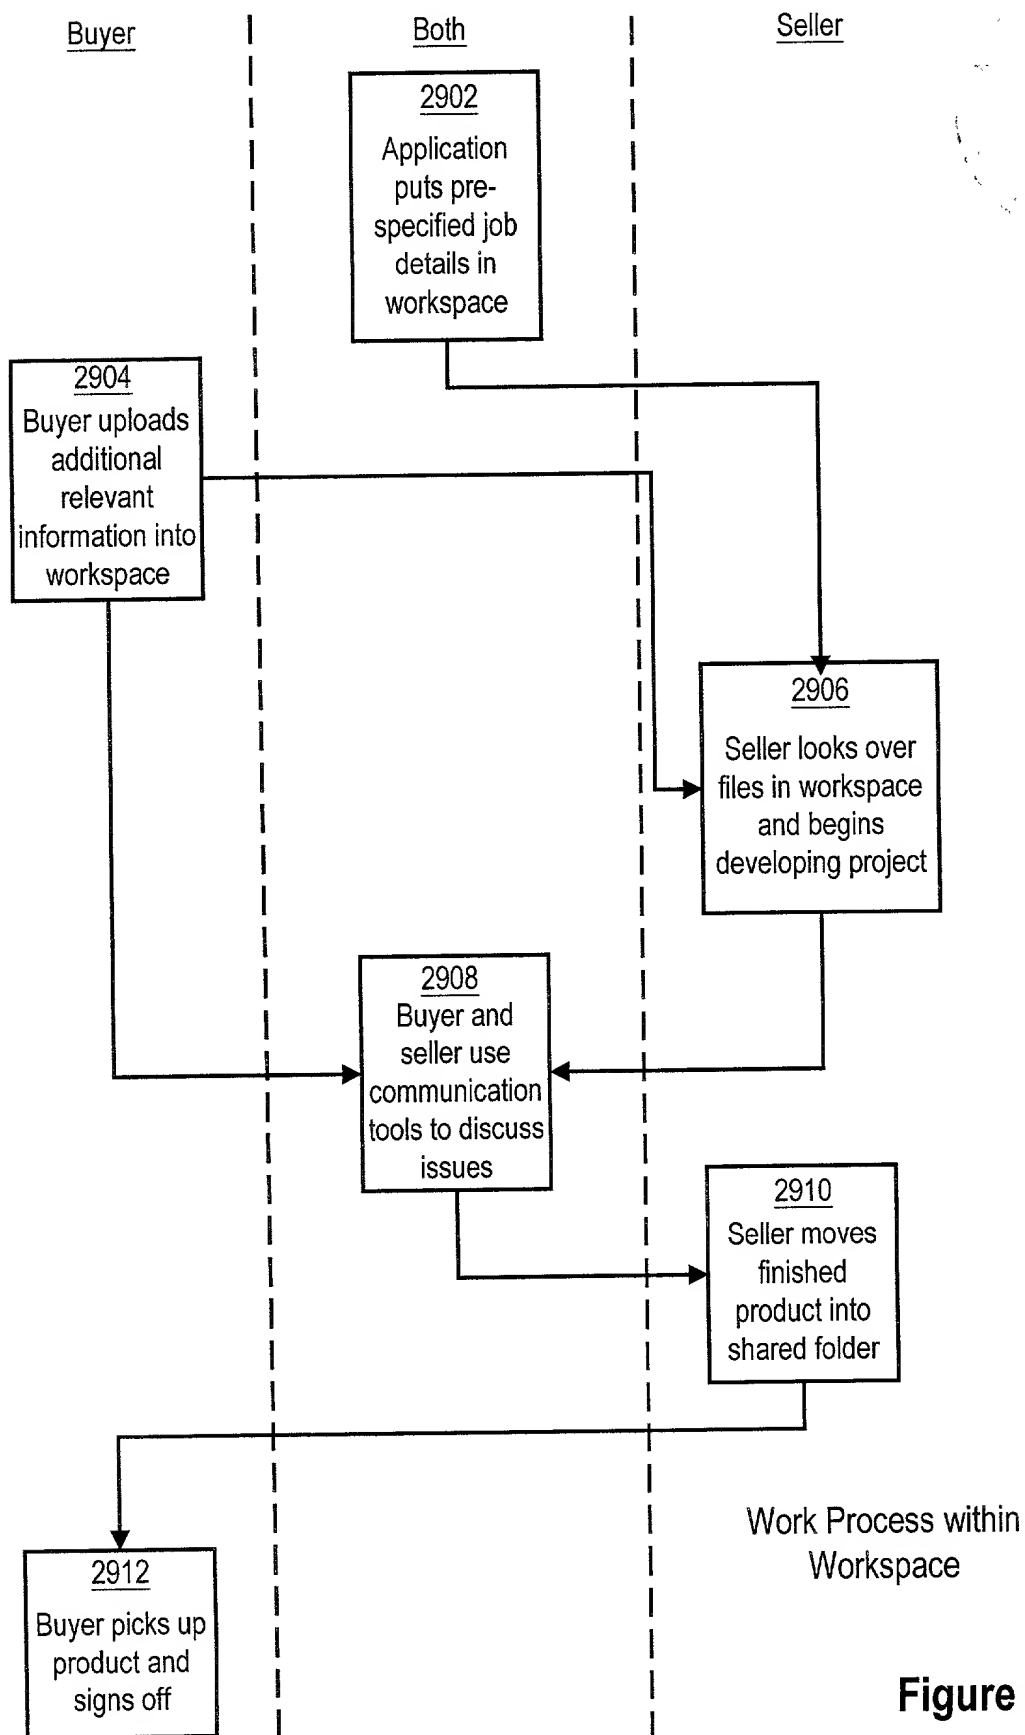 Buyer
Both
Seller
2902
Application
puts pre-
specified job
details in
workspace
2904
Buyer uploads
additional
relevant
information into
workspace
2906
Seller looks over
files in workspace
and begins
developing project
2908
Buyer and
seller use
communication
tools to discuss
issues
2910
Seller moves
finished
product into
shared folder
2912
Buyer picks up
product and
signs off
Work Process within
Workspace
Figure